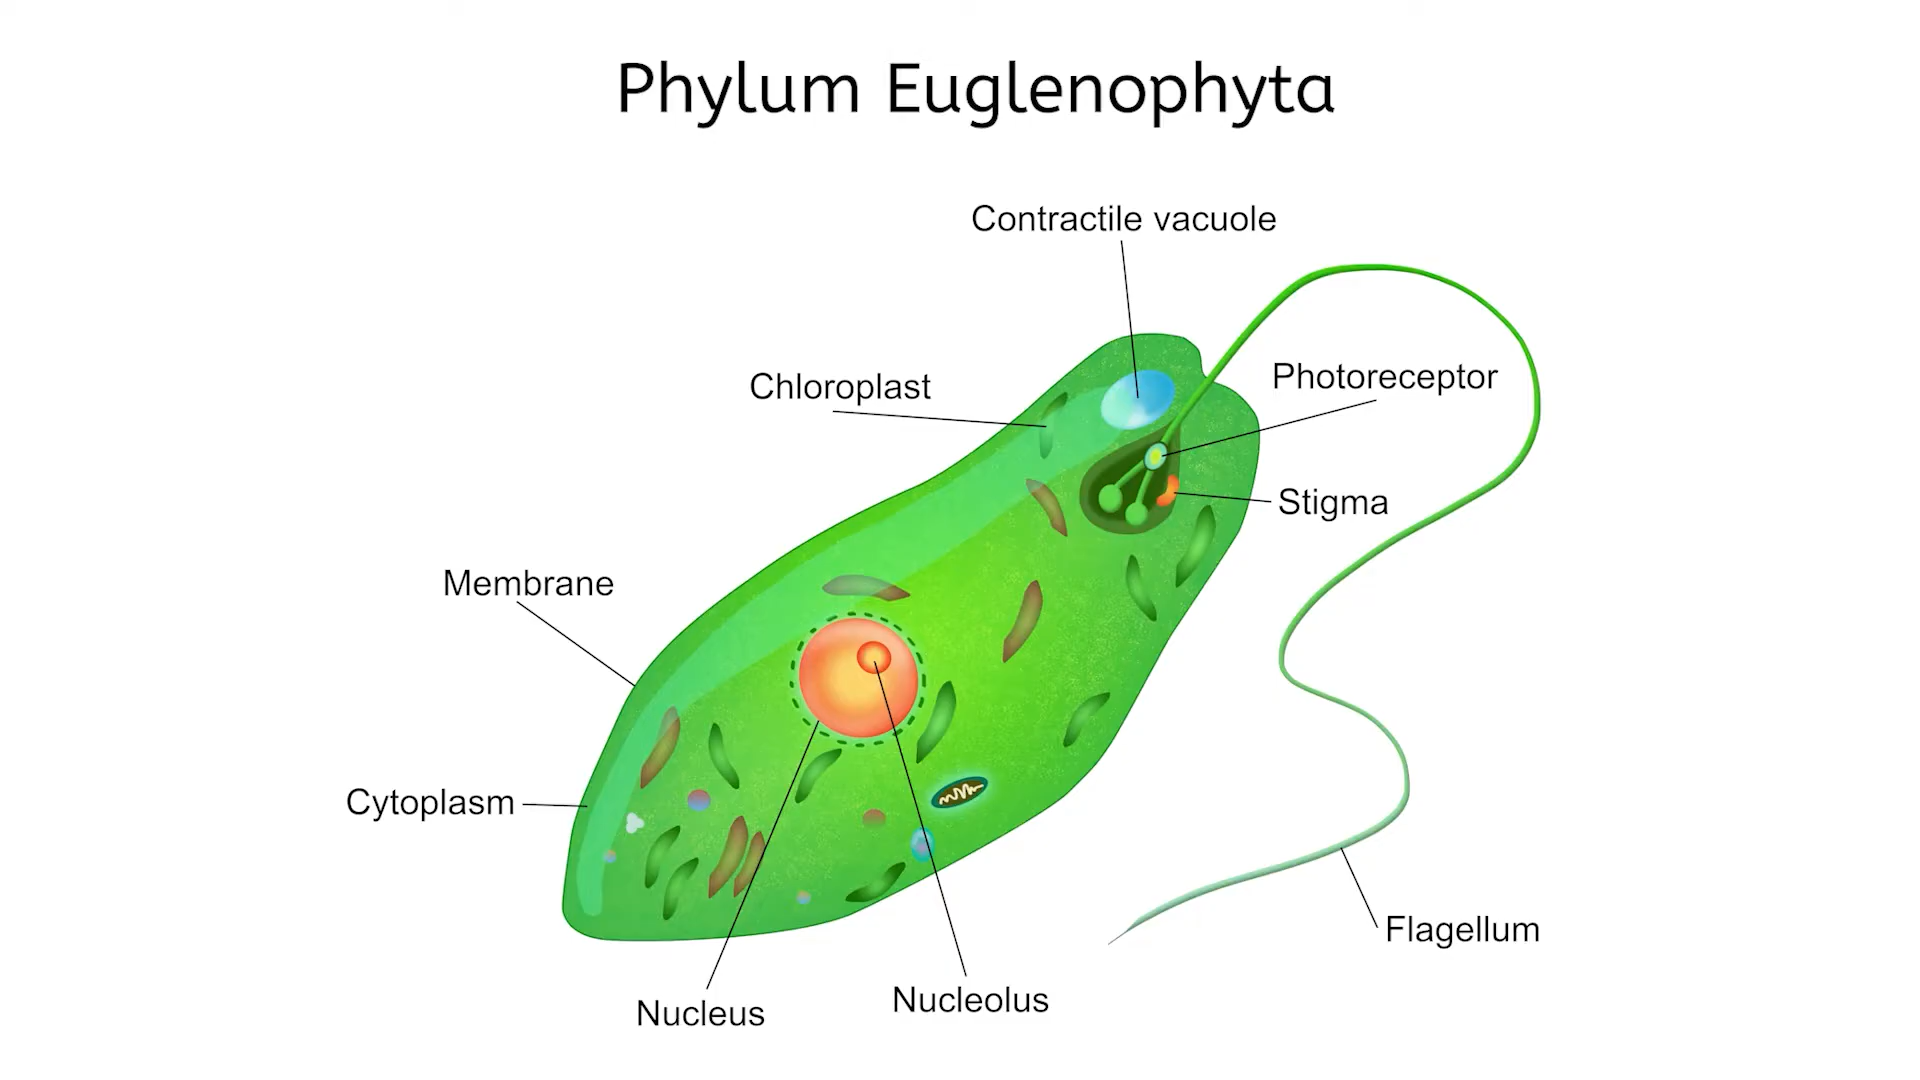 Phylum Euglenophyta
Contractile vacuole
Chloroplast
Photoreceptor
Stigma
Membrane
Cytoplasm
Flagellum
Nucleus
Nucleolus